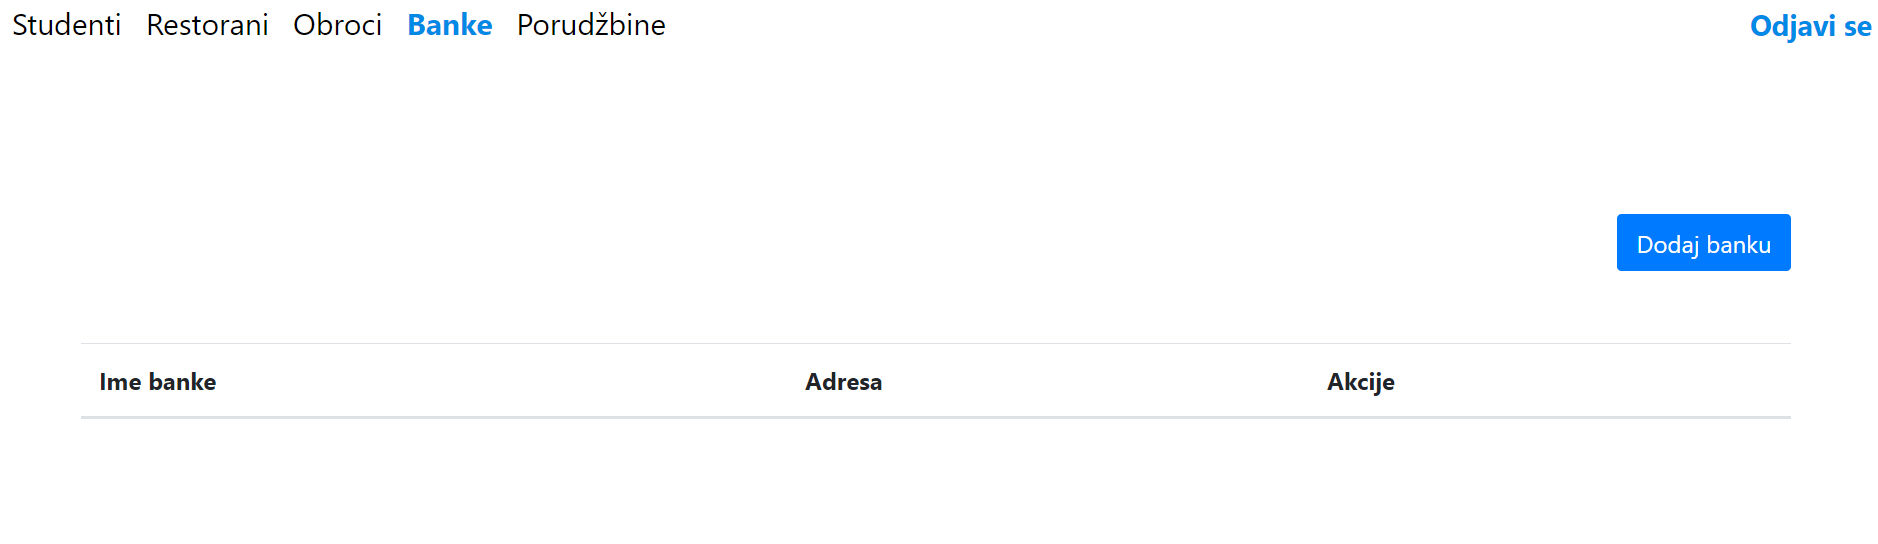 Studenti Restorani Obroci Banke Porudžbine Odjavi se
Dodaj banku
Ime banke Adresa Akcije